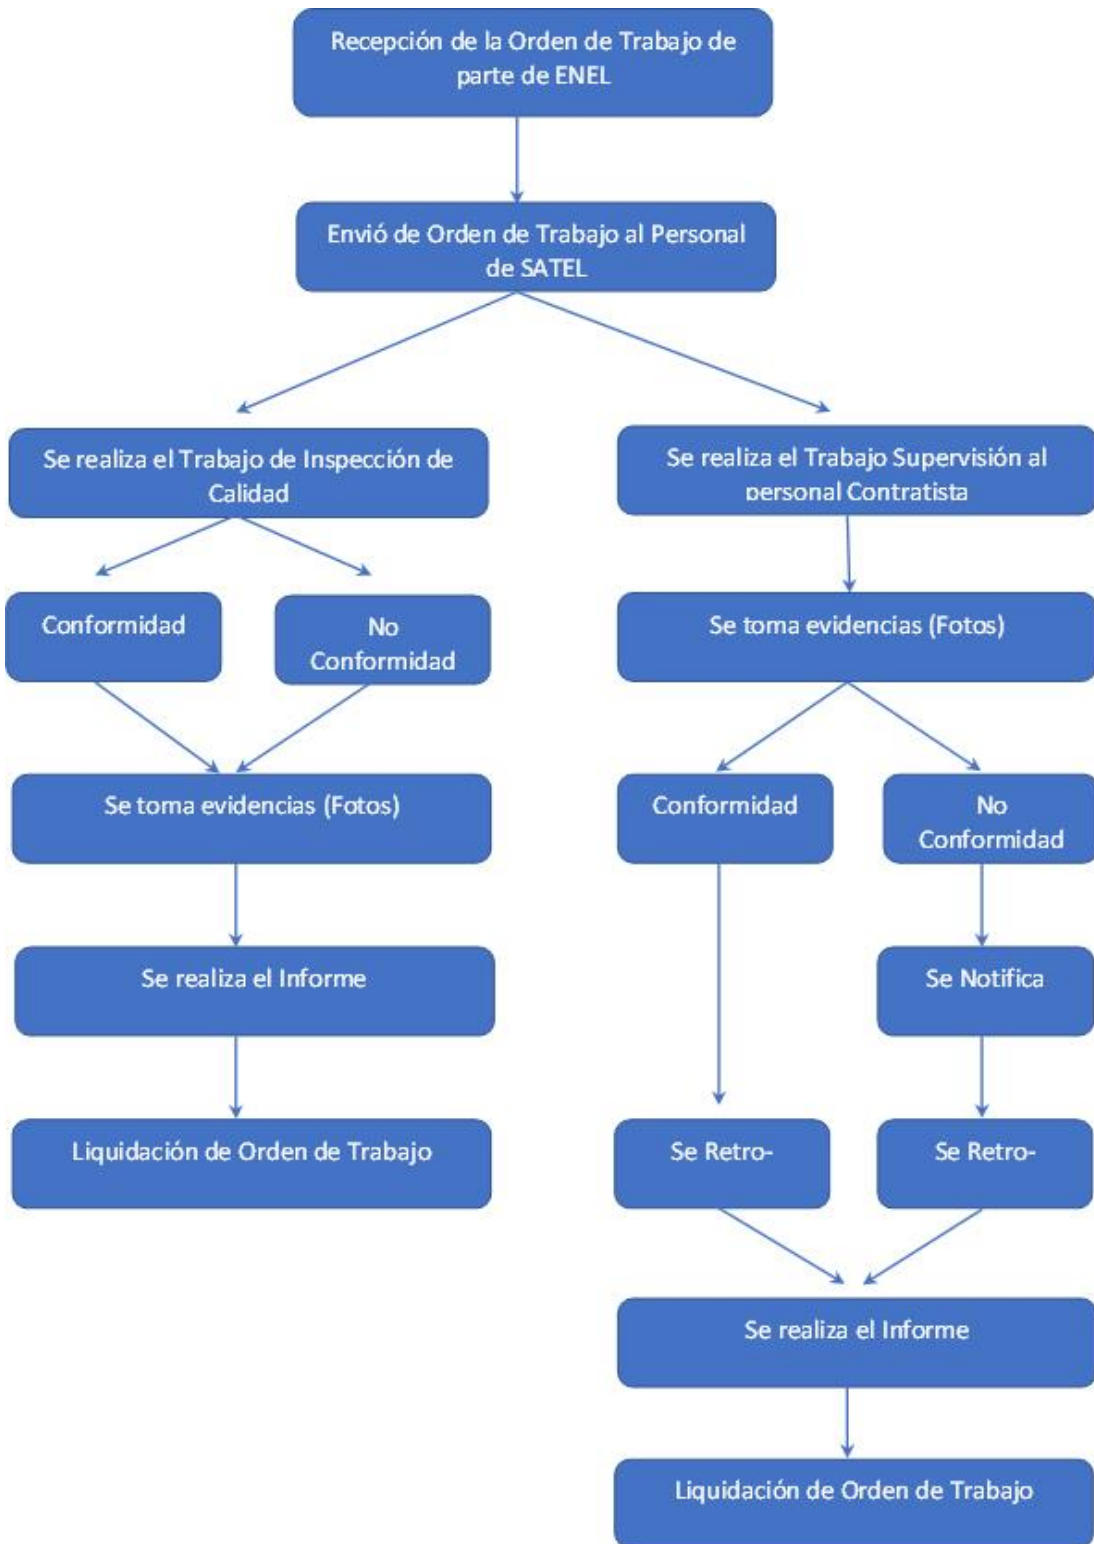 Recepción de la Orden de Trabajo de
parte de ENEL
Envió de Orden de Trabajo al Personal
de SATEL
Se realiza el Trabajo de Inspección de
Calidad
Conformidad
No
Conformidad
Se toma evidencias (Fotos)
Se realiza el Informe
Liquidación de Orden de Trabajo
Se realiza el Trabajo Supervisión al
personal Contratista
Se toma evidencias (Fotos)
Conformidad
No
Conformidad
Se Notifica
Se Retro-
Se Retro-
Se realiza el Informe
Liquidación de Orden de Trabajo